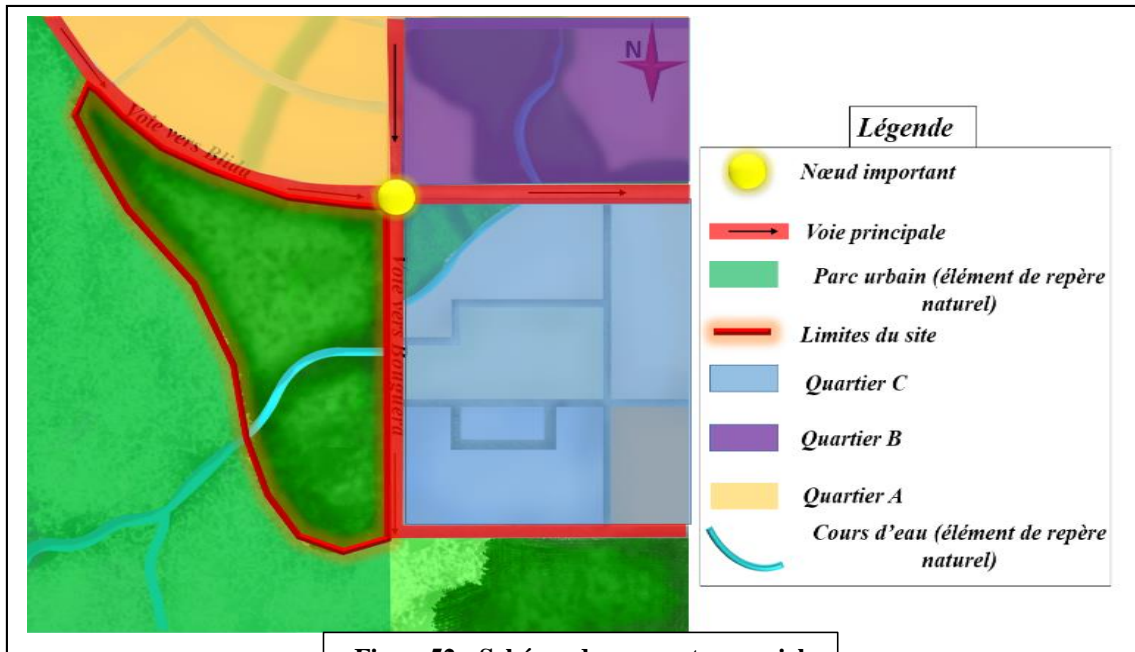 N
Voie vers Blida
Voie vers Bouguera
Légende
Nœud important
Voie principale
Parc urbain (élément de repère
naturel)
Limites du site
Quartier C
Quartier B
Quartier A
Cours d'eau (élément de repère
naturel)